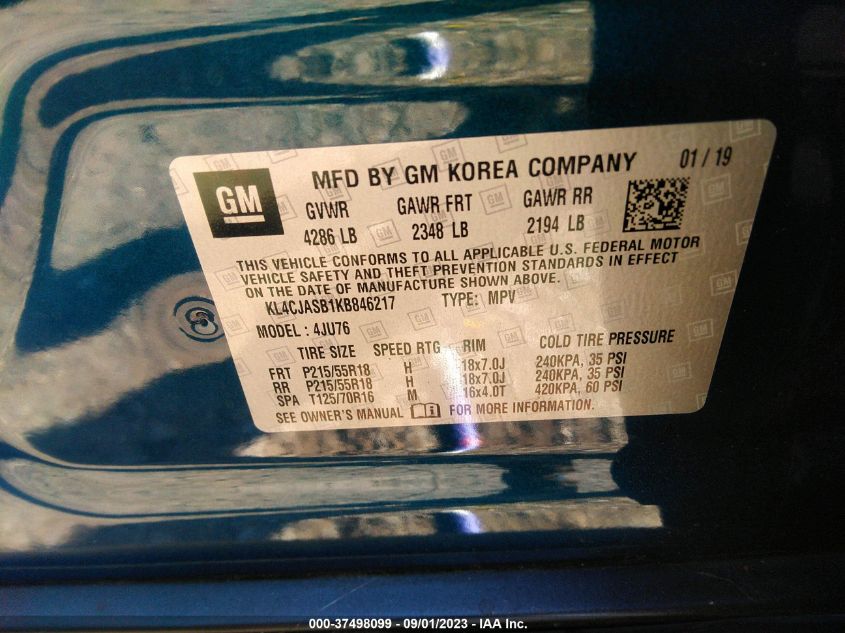 GM
MFD BY GM KOREA COMPANY 01 / 19
GVWR GAWR FRT GAWR RR
4286 LB 2348 LB 2194 LB
THIS VEHICLE CONFORMS TO ALL APPLICABLE U.S. FEDERAL MOTOR
VEHICLE SAFETY AND THEFT PREVENTION STANDARDS IN EFFECT
ON THE DATE OF MANUFACTURE SHOWN ABOVE.
KL4CJASB1KB846217 TYPE: MPV
MODEL: 4JU76
TIRE SIZE SPEED RTG RIM COLD TIRE PRESSURE
FRT P215/55R18 H 18x7.0J 240KPA, 35 PSI
RR P215/55R18 H 18x7.0J 240KPA, 35 PSI
SPA T125/70R16 M 16x4.0T 420KPA, 60 PSI
SEE OWNER'S MANUAL FOR MORE INFORMATION.
000-37498099 - 09/01/2023 - IAA Inc.